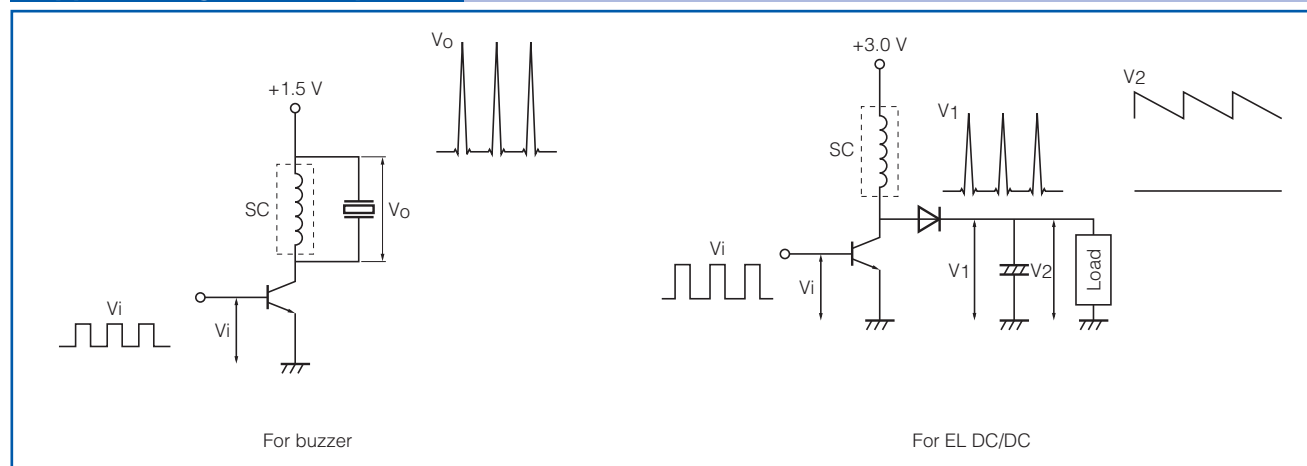 Vo
+1.5 V
SC
Vo
Vi
Vi
For buzzer
+3.0 V
V2
V1
SC
Vi
Vi
V1
V2
Load
For EL DC/DC